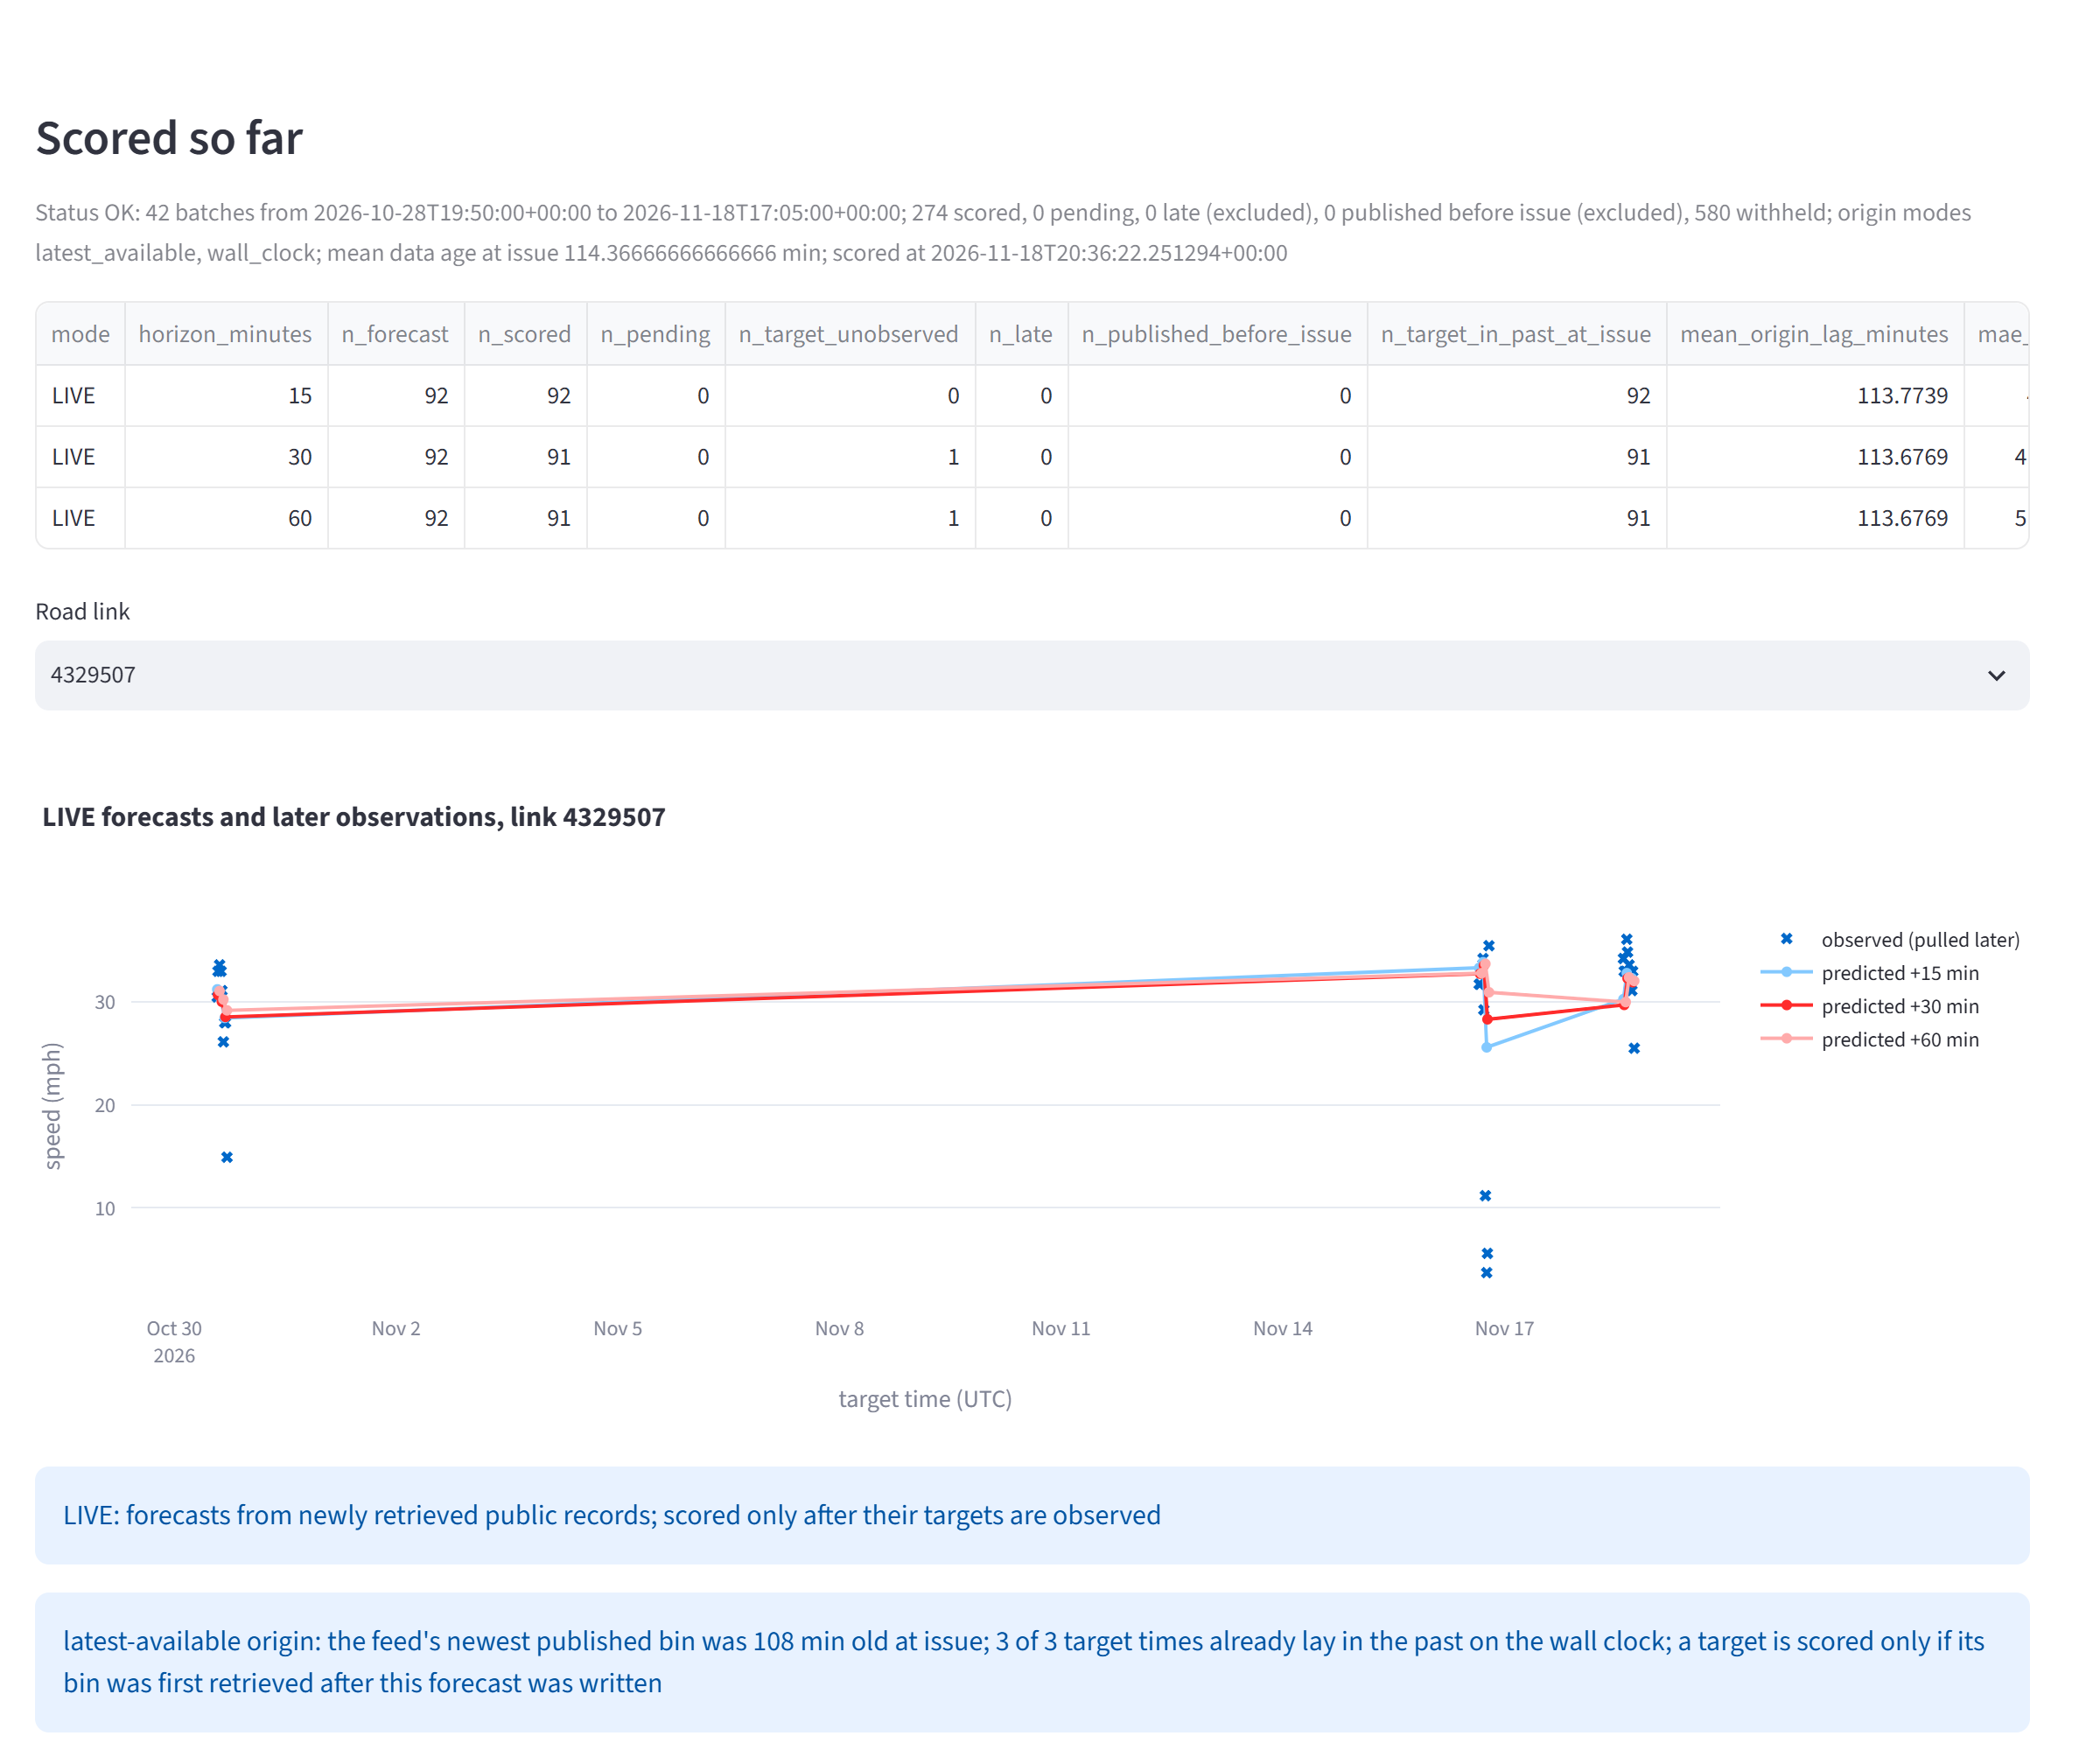 Scored so far
Status OK: 42 batches from 2026-10-28T19:50:00+00:00 to 2026-11-18T17:05:00+00:00; 274 scored, 0 pending, 0 late (excluded), 0 published before issue (excluded), 580 withheld; origin modes
latest_available, wall_clock; mean data age at issue 114.36666666666666 min; scored at 2026-11-18T20:36:22.251294+00:00
mode horizon_minutes n_forecast n_scored n_pending n_target_unobserved n_late n_published_before_issue n_target_in_past_at_issue mean_origin_lag_minutes mae_
LIVE 15 92 92 0 0 0 0 92 113.7739
LIVE 30 92 91 0 1 0 0 91 113.6769 4
LIVE 60 92 91 0 1 0 0 91 113.6769 5
Road link
4329507
LIVE forecasts and later observations, link 4329507
observed (pulled later)
predicted +15 min
predicted +30 min
predicted +60 min
30
20
10
speed (mph)
Oct 30 Nov 2 Nov 5 Nov 8 Nov 11 Nov 14 Nov 17
2026
target time (UTC)
LIVE: forecasts from newly retrieved public records; scored only after their targets are observed
latest-available origin: the feed's newest published bin was 108 min old at issue; 3 of 3 target times already lay in the past on the wall clock; a target is scored only if its
bin was first retrieved after this forecast was written